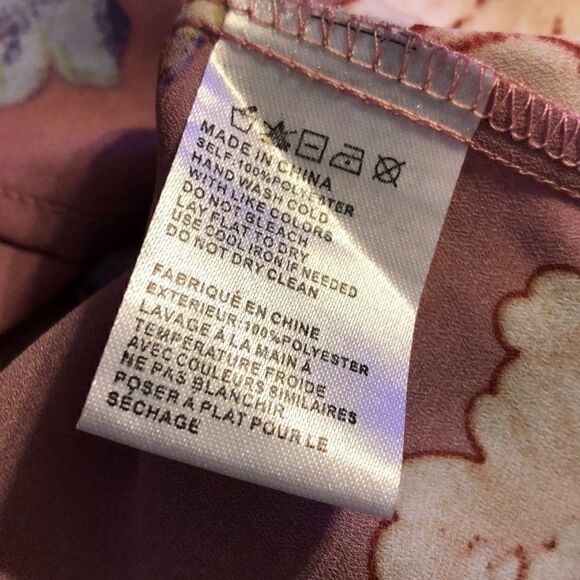 MADE IN CHINA
SELF: 100% POLYESTER
HAND WASH COLD
WITH LIKE COLORS
DO NOT BLEACH
LAY FLAT TO DRY
USE COOL IRON IF NEEDED
DO NOT DRY CLEAN
FABRIQUÉ EN CHINE
EXTERIEUR: 100% POLYESTER
LAVAGE À LA MAIN À
TEMPÉRATURE FROIDE
AVEC COULEURS SIMILAIRES
NE PAS BLANCHIR
POSER A PLAT POUR LE
SÉCHAGE